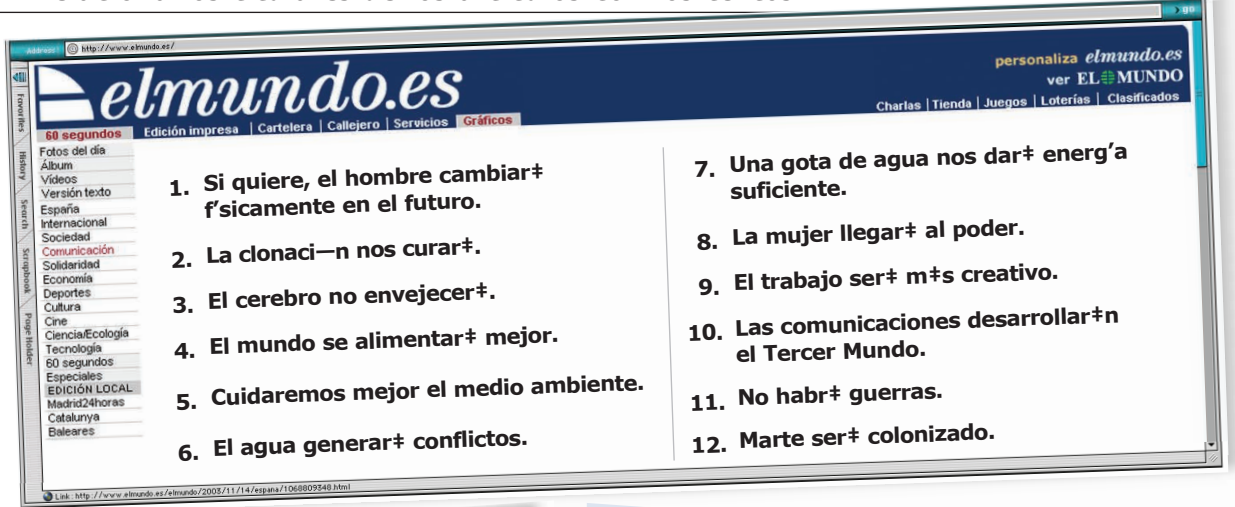 Address http://www.elmundo.es/ go
elmundo.es
personaliza elmundo.es
ver EL MUNDO
Charlas | Tienda | Juegos | Loterías | Clasificados
60 segundos Edición impresa | Cartelera | Callejero | Servicios Gráficos
Favorites
History
Search
Scrapbook
Page Holder
Fotos del día
Álbum
Vídeos
Versión texto
España
Internacional
Sociedad
Comunicación
Solidaridad
Economía
Deportes
Cultura
Cine
Ciencia/Ecología
Tecnología
60 segundos
Especiales
EDICIÓN LOCAL
Madrid24horas
Catalunya
Baleares
1. Si quiere, el hombre cambiar‡
f’sicamente en el futuro.
2. La clonaci—n nos curar‡.
3. El cerebro no envejecer‡.
4. El mundo se alimentar‡ mejor.
5. Cuidaremos mejor el medio ambiente.
6. El agua generar‡ conflictos.
7. Una gota de agua nos dar‡ energ’a
suficiente.
8. La mujer llegar‡ al poder.
9. El trabajo ser‡ m‡s creativo.
10. Las comunicaciones desarrollar‡n
el Tercer Mundo.
11. No habr‡ guerras.
12. Marte ser‡ colonizado.
Link: http://www.elmundo.es/elmundo/2003/11/14/espana/1068809348.html